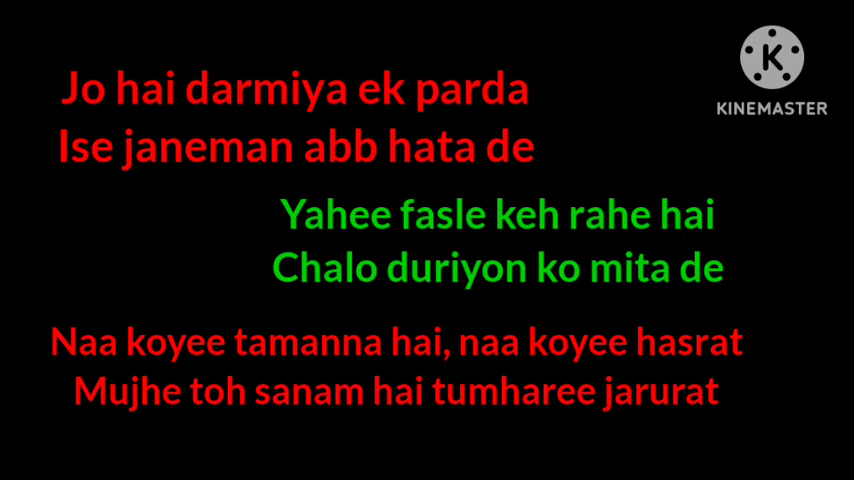 Jo hai darmiya ek parda
Ise janeman abb hata de
KINEMASTER
Yahee fasle keh rahe hai
Chalo duriyon ko mita de
Naa koyee tamanna hai, naa koyee hasrat
Mujhe toh sanam hai tumharee jarurat